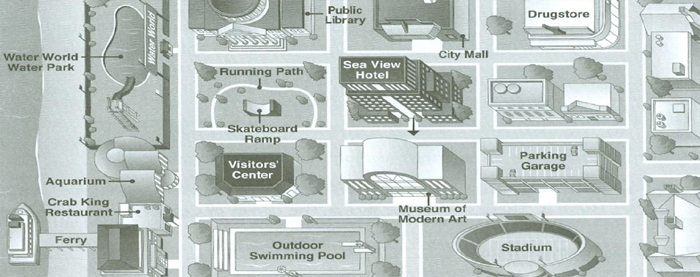 Public
Library
City Mall
Drugstore
Water World
Water Park
Water World
Running Path
Skateboard
Ramp
Sea View
Hotel
Aquarium
Visitors'
Center
Parking
Garage
Crab King
Restaurant
Museum of
Modern Art
Ferry
Outdoor
Swimming Pool
Stadium